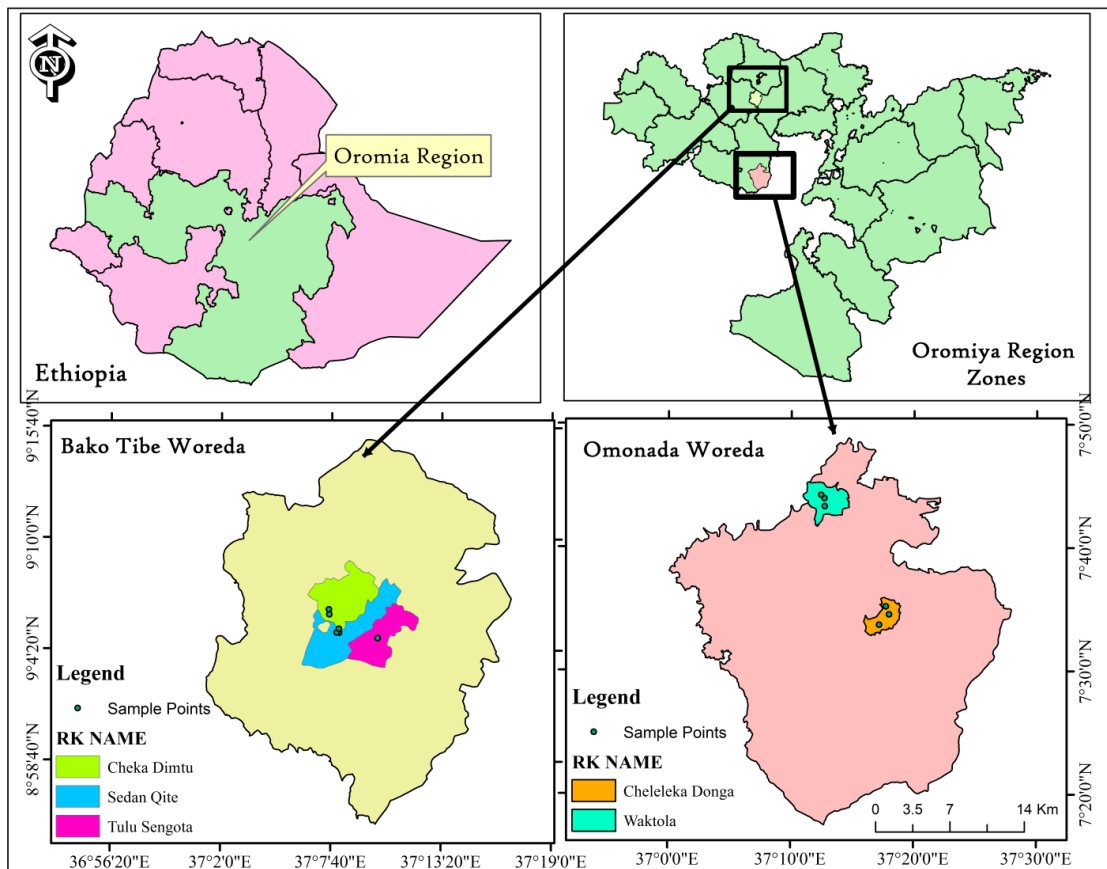 N
Oromia Region
Ethiopia
Oromiya Region
Zones
Bako Tibe Woreda
9°15'40"N
9°10'0"N
9°4'20"N
8°58'40"N
Legend
Sample Points
RK NAME
Cheka Dimtu
Sedan Qite
Tulu Sengota
36°56'20"E
37°2'0"E
37°7'40"E
37°13'20"E
37°19'0"E
Omonada Woreda
7°50'0"N
7°40'0"N
7°30'0"N
7°20'0"N
Legend
Sample Points
RK NAME
Cheleleka Donga
Waktola
0 3.5 7 14 Km
37°0'0"E
37°10'0"E
37°20'0"E
37°30'0"E